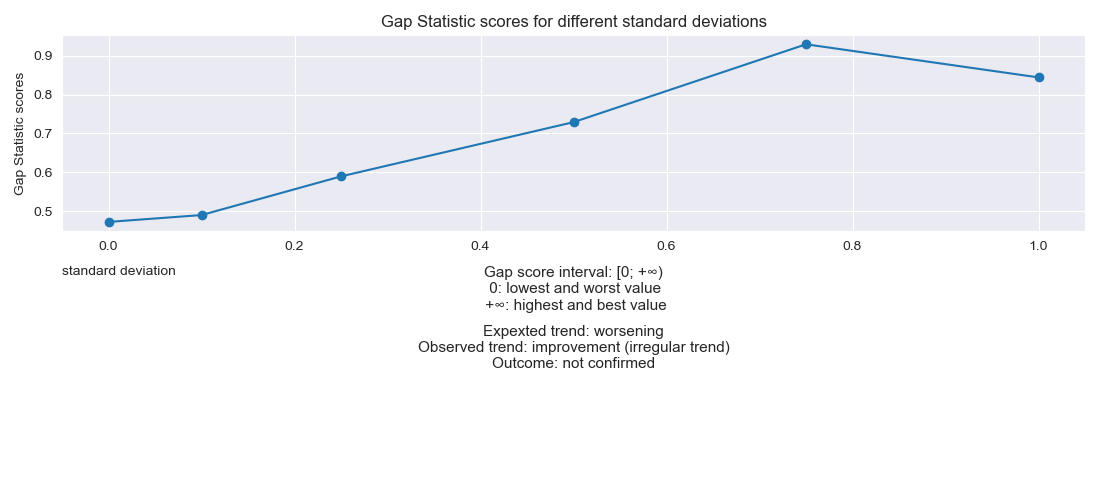 Gap Statistic scores for different standard deviations
Gap Statistic scores
0.9
0.8
0.7
0.6
0.5
0.0 0.2 0.4 0.6 0.8 1.0
standard deviation
Gap score interval: [0; +∞)
0: lowest and worst value
+∞: highest and best value
Expexted trend: worsening
Observed trend: improvement (irregular trend)
Outcome: not confirmed